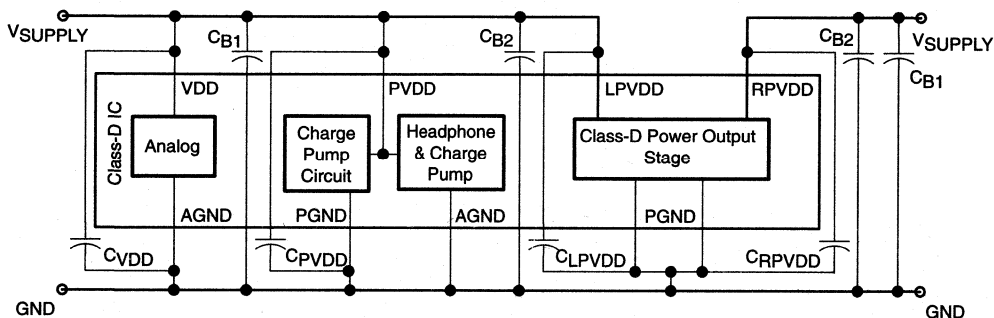 VSUPPLY
CB1
CB2
CB2
VSUPPLY
CB1
VDD
PVDD
LPVDD
RPVDD
Class-D IC
Analog
Charge
Pump
Circuit
Headphone
& Charge
Pump
Class-D Power Output
Stage
AGND
PGND
AGND
PGND
CVDD
CPVDD
CLPVDD
CRPVDD
GND
GND